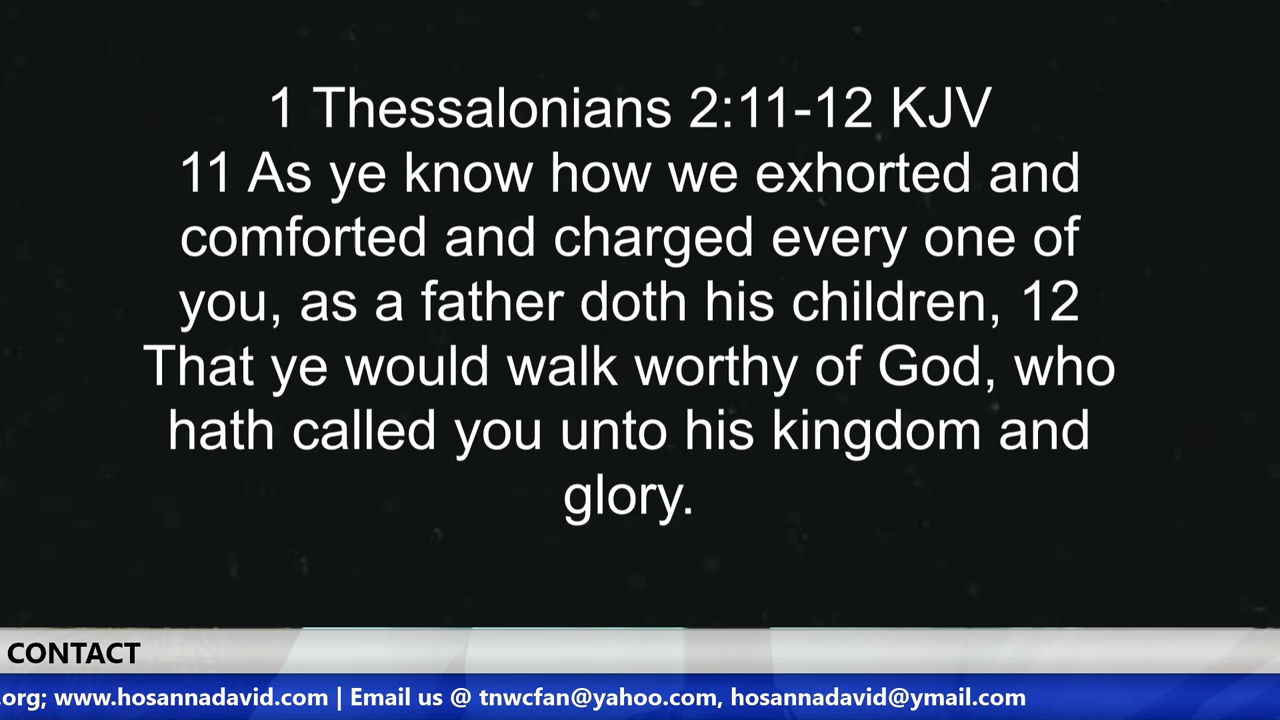 1 Thessalonians 2:11-12 KJV
11 As ye know how we exhorted and
comforted and charged every one of
you, as a father doth his children, 12
That ye would walk worthy of God, who
hath called you unto his kingdom and
glory.
CONTACT
.org; www.hosannadavid.com | Email us @ tnwcfan@yahoo.com, hosannadavid@ymail.com